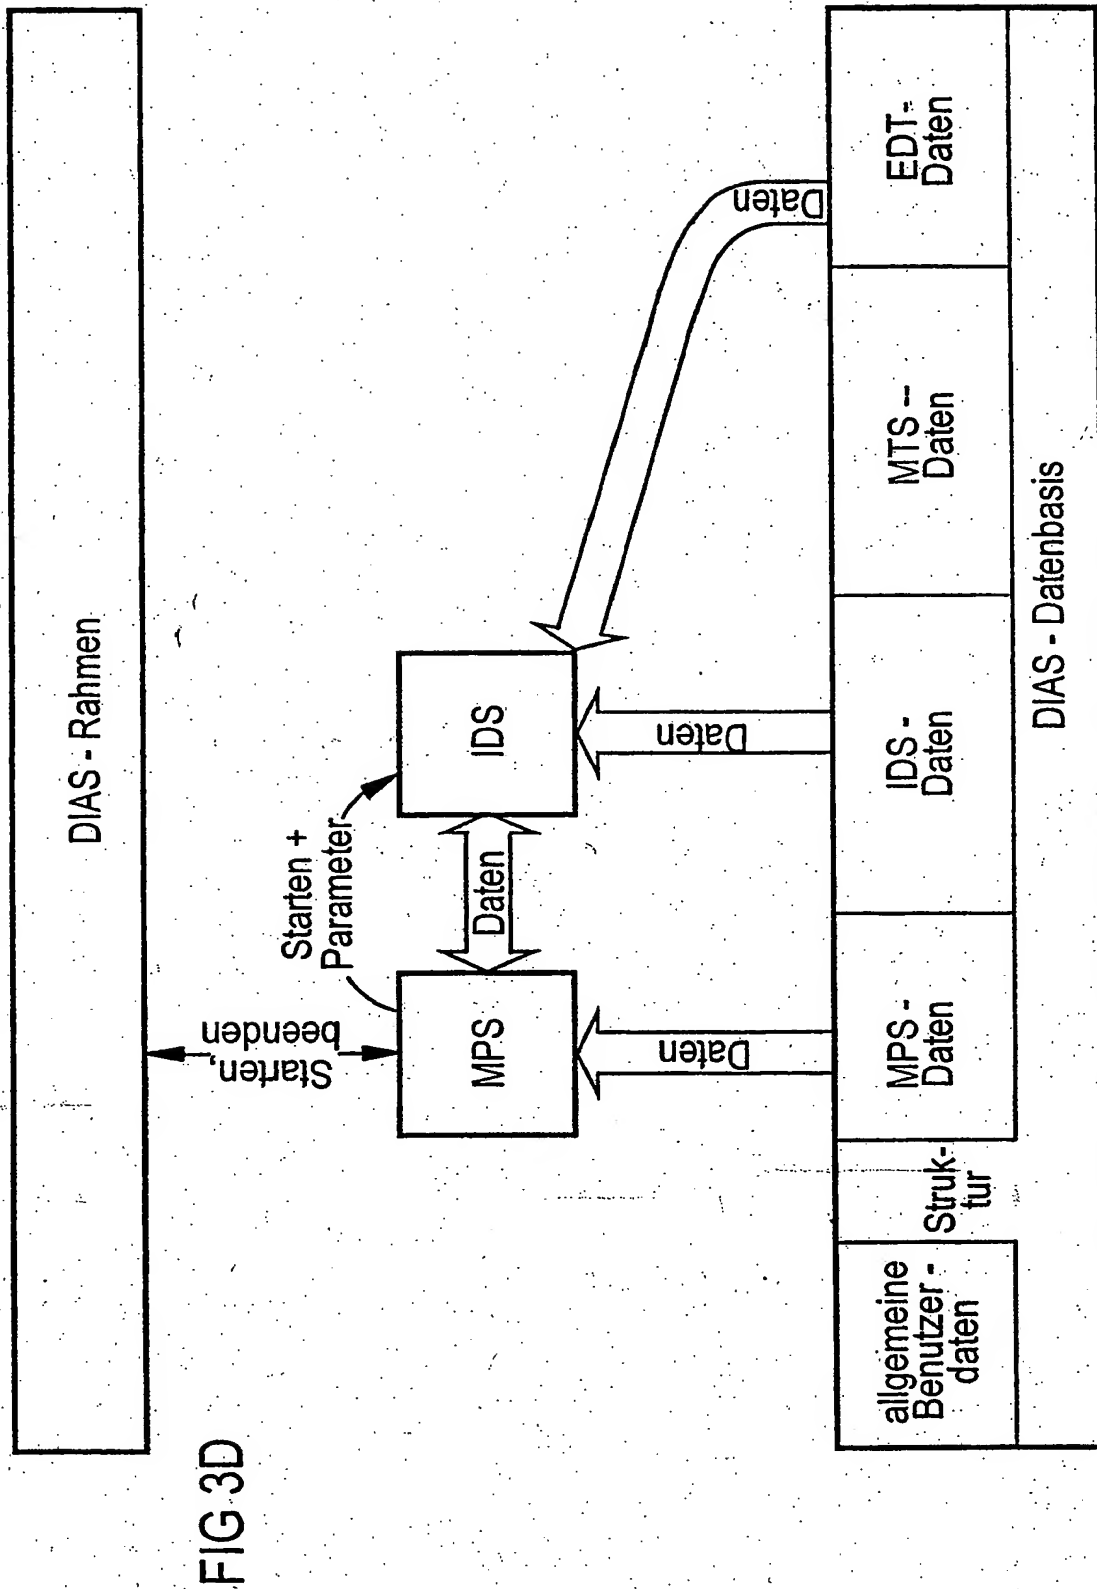 FIG 3D
DIAS - Rahmen
Starten,
beenden
Starten +
Parameter
MPS
Daten
IDS
Daten
Daten
Daten
allgemeine
Benutzer -
daten
Struk-
tur
MPS -
Daten
IDS -
Daten
MTS --
Daten
EDT-
Daten
DIAS - Datenbasis